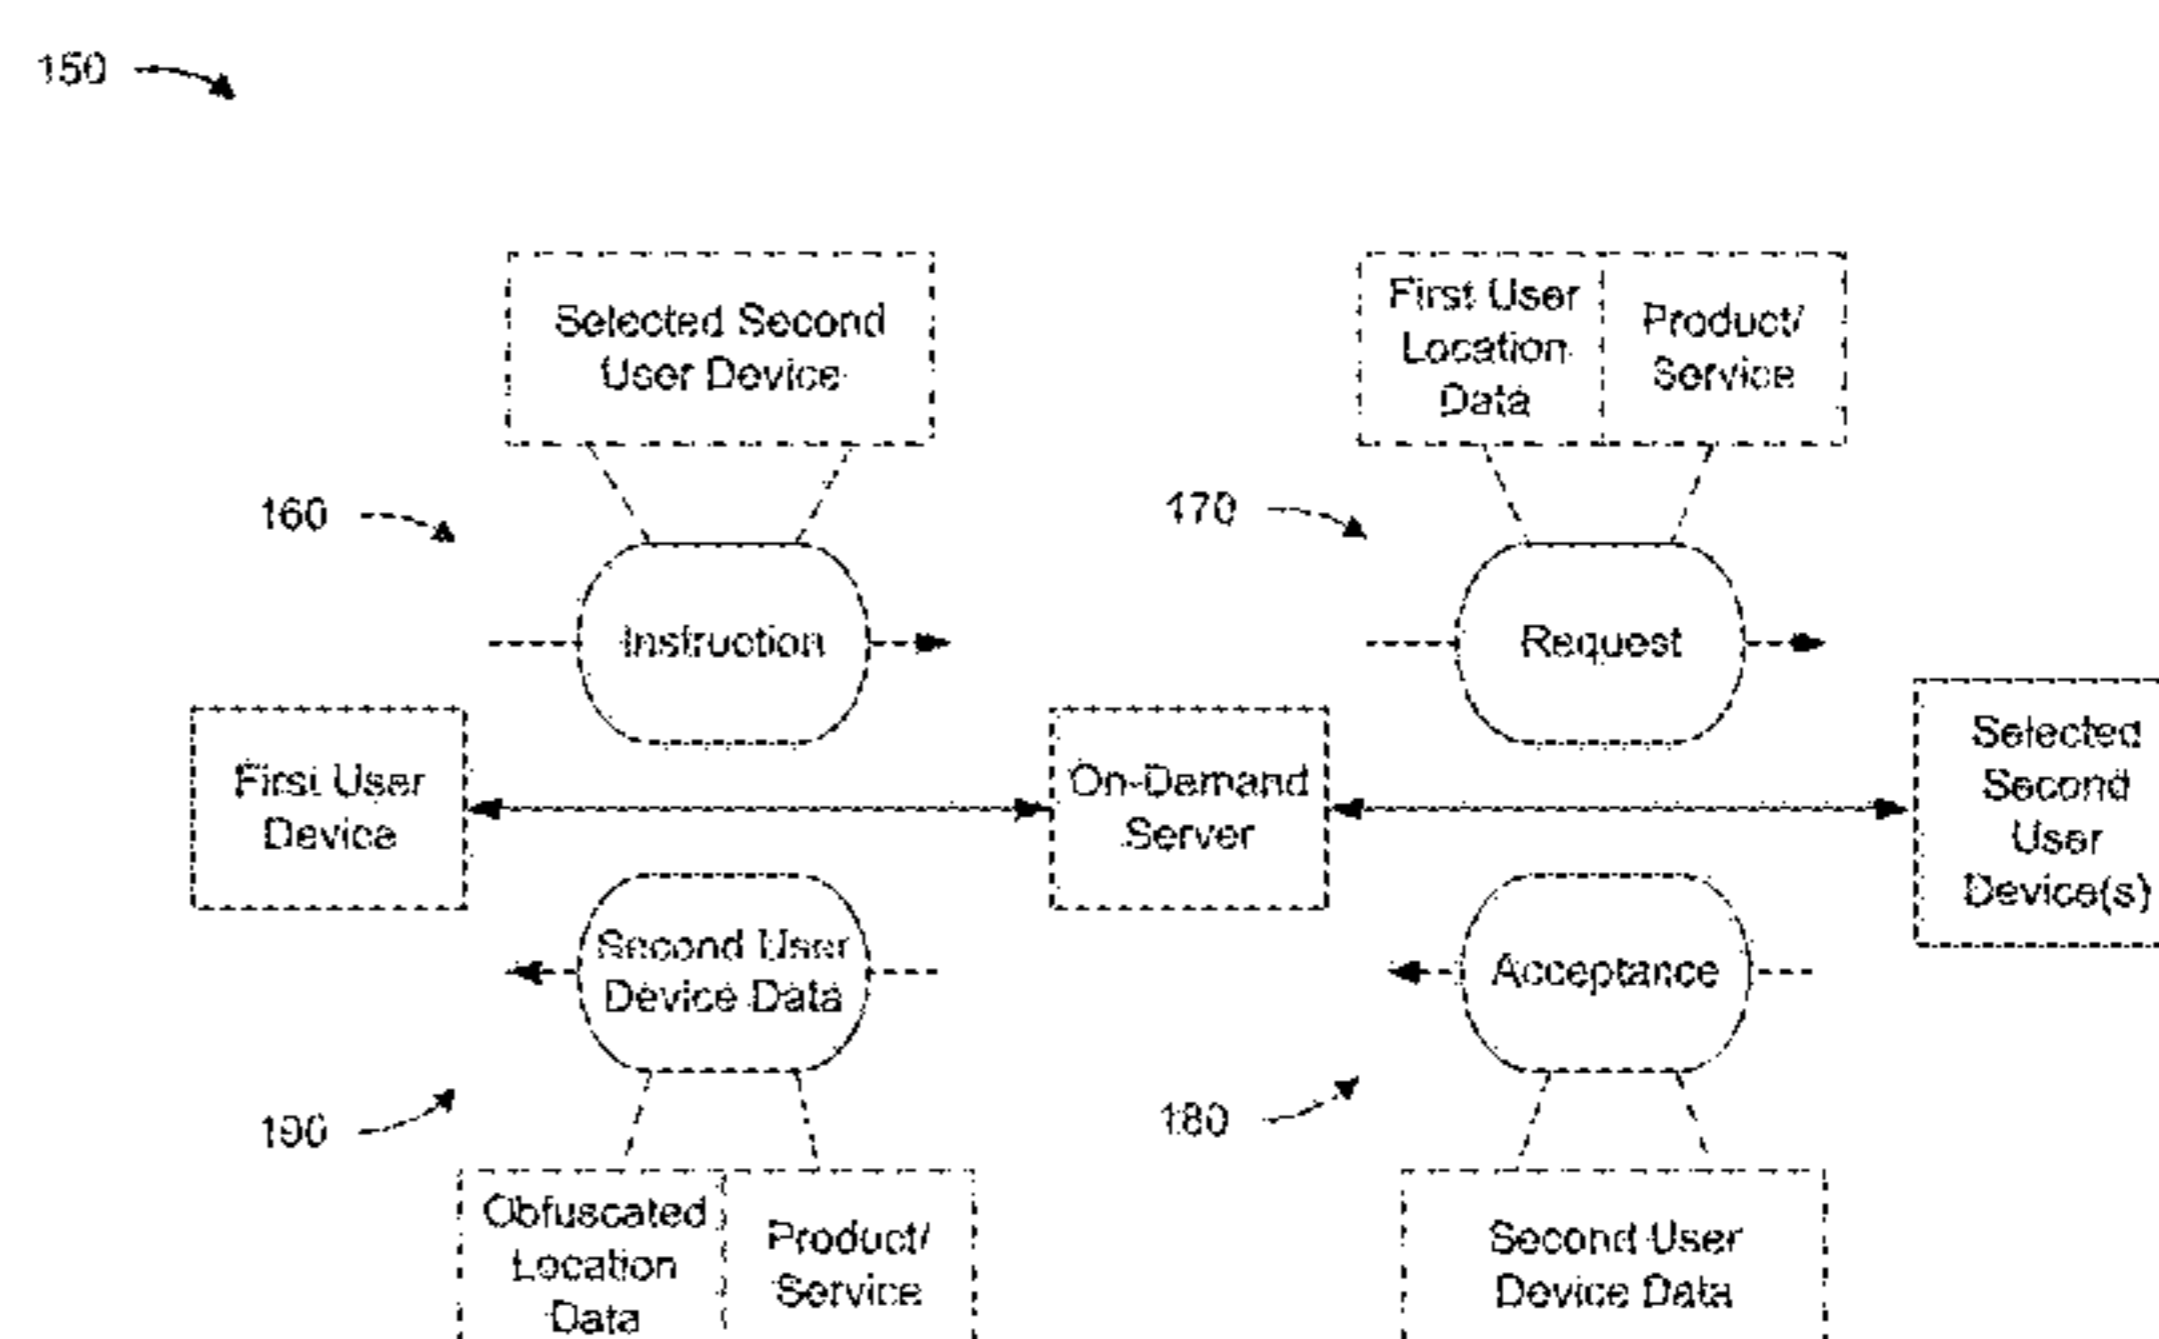 150
Selected Second
User Device
First User
Location
Data
Product/
Service
160
170
Instruction
Request
First User
Device
On-Demand
Server
Selected
Second
User
Device(s)
Second User
Device Data
Acceptance
190
180
Obfuscated
Location
Data
Product/
Service
Second User
Device Data